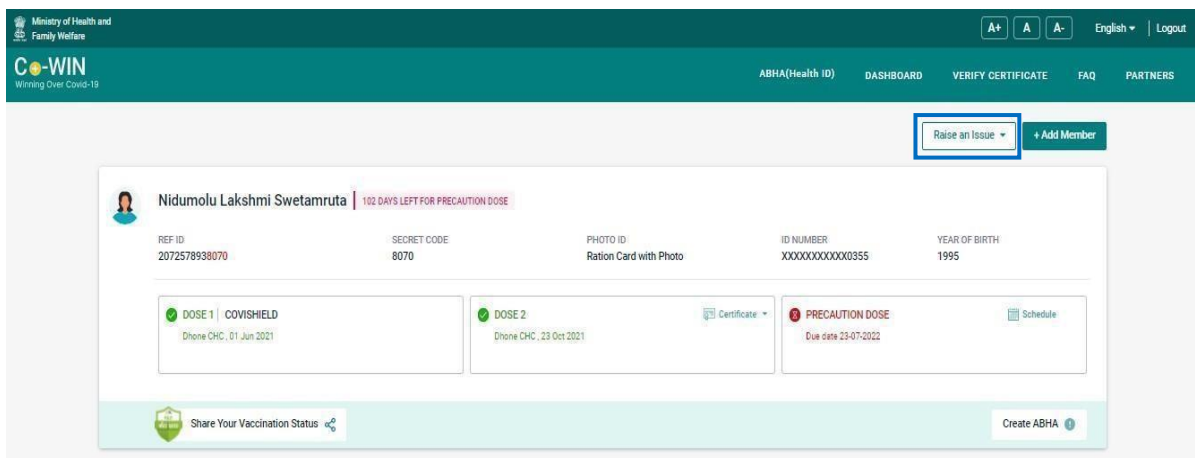 Ministry of Health and
Family Welfare
A+ A A- English Logout
Co-WIN
Winning Over Covid-19
ABHA(Health ID) DASHBOARD VERIFY CERTIFICATE FAQ PARTNERS
Raise an Issue + Add Member
Nidumolu Lakshmi Swetamruta 102 DAYS LEFT FOR PRECAUTION DOSE
REF ID SECRET CODE PHOTO ID ID NUMBER YEAR OF BIRTH
2072578938070 8070 Ration Card with Photo XXXXXXXXXXX0355 1995
DOSE 1 COVISHIELD DOSE 2 Certificate PRECAUTION DOSE Schedule
Dhone CHC , 01 Jun 2021 Dhone CHC , 23 Oct 2021 Due date 23-07-2022
Share Your Vaccination Status Create ABHA